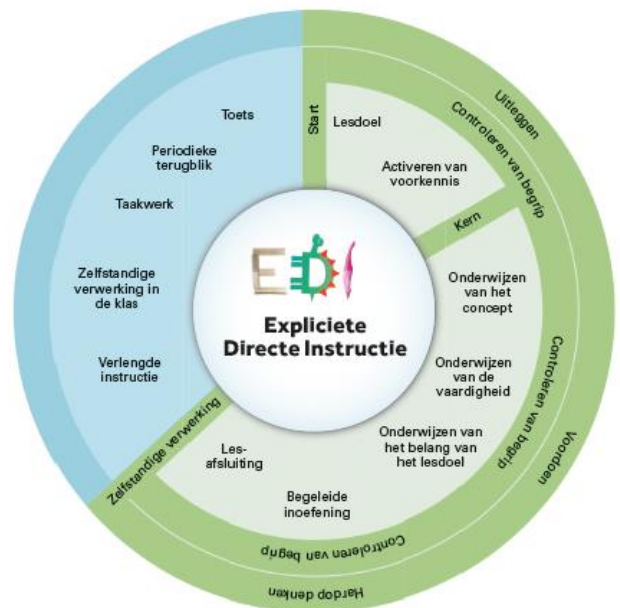 Start
Lesdoel
Activeren van
voorkennis
Kern
Onderwijzen
van het
concept
Onderwijzen
van de
vaardigheid
Onderwijzen van
het belang van
het lesdoel
Begeleide
inoefening
Les-
afsluiting
Zelfstandige verwerking
Verlengde
instructie
Zelfstandige
verwerking in
de klas
Taakwerk
Periodieke
terugblik
Toets
Controleren van begrip
Controleren van begrip
Controleren van begrip
Uitleggen
Voordoen
Hardop denken
EDI
Expliciete
Directe Instructie